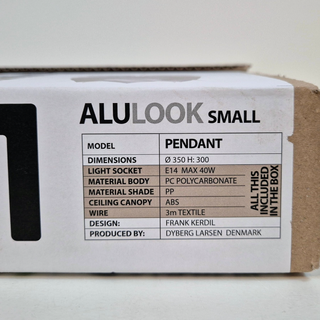 ALULOOK SMALL
MODEL PENDANT
DIMENSIONS Ø 350 H: 300
LIGHT SOCKET E14 MAX 40W
MATERIAL BODY PC POLYCARBONATE
MATERIAL SHADE PP
CEILING CANOPY ABS
WIRE 3m TEXTILE
DESIGN: FRANK KERDIL
PRODUCED BY: DYBERG LARSEN DENMARK
ALL THIS
INCLUDED
IN THE BOX